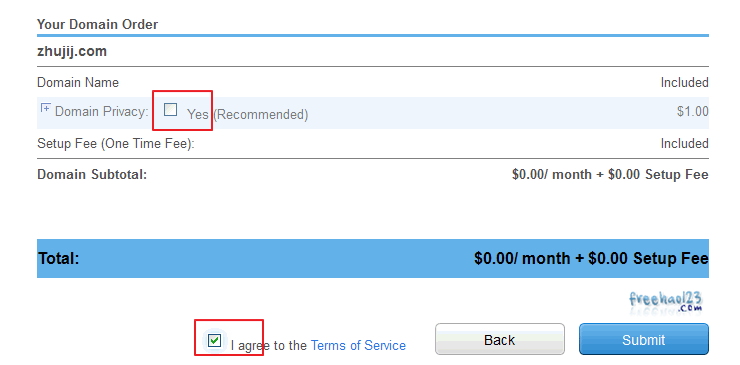 Your Domain Order
zhujij.com
Domain Name Included
Domain Privacy: Yes (Recommended) $1.00
Setup Fee (One Time Fee): Included
Domain Subtotal: $0.00/ month + $0.00 Setup Fee
Total: $0.00/ month + $0.00 Setup Fee
freehao123
.com
I agree to the Terms of Service Back Submit